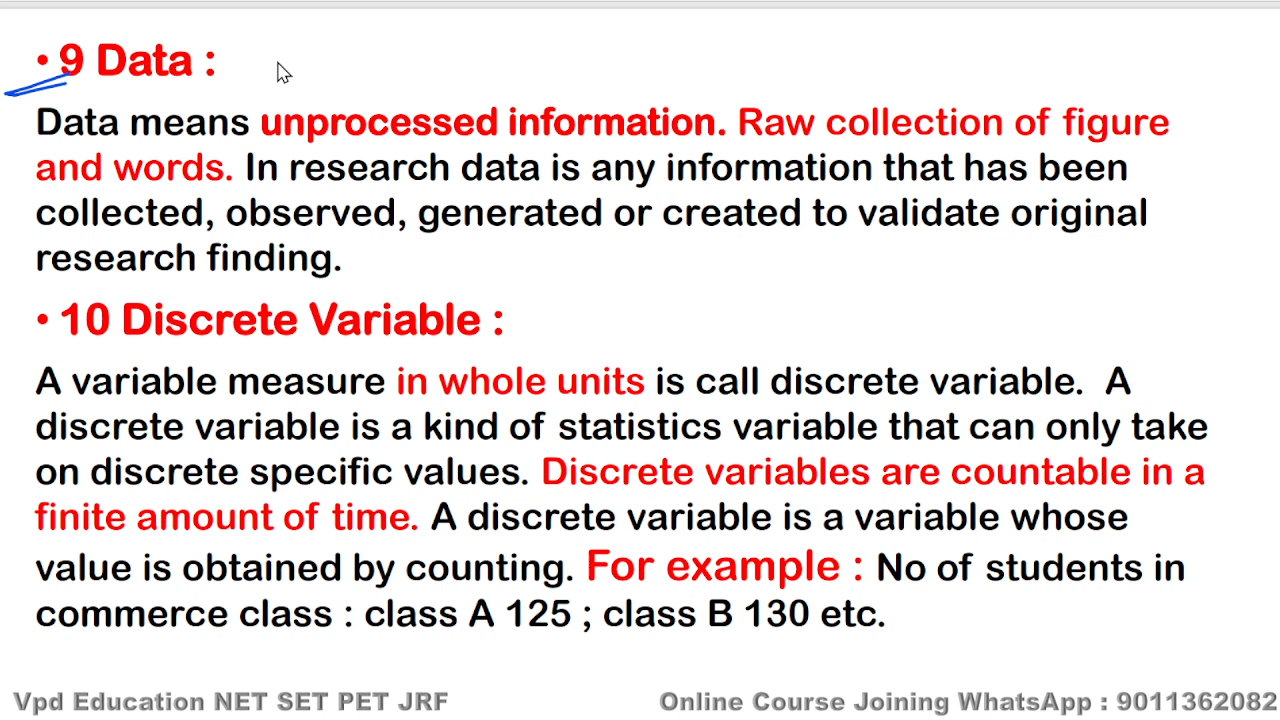 • 9 Data :
Data means unprocessed information. Raw collection of figure
and words. In research data is any information that has been
collected, observed, generated or created to validate original
research finding.
• 10 Discrete Variable :
A variable measure in whole units is call discrete variable.  A
discrete variable is a kind of statistics variable that can only take
on discrete specific values. Discrete variables are countable in a
finite amount of time. A discrete variable is a variable whose
value is obtained by counting. For example : No of students in
commerce class : class A 125 ; class B 130 etc.
Vpd Education NET SET PET JRF
Online Course Joining WhatsApp : 9011362082